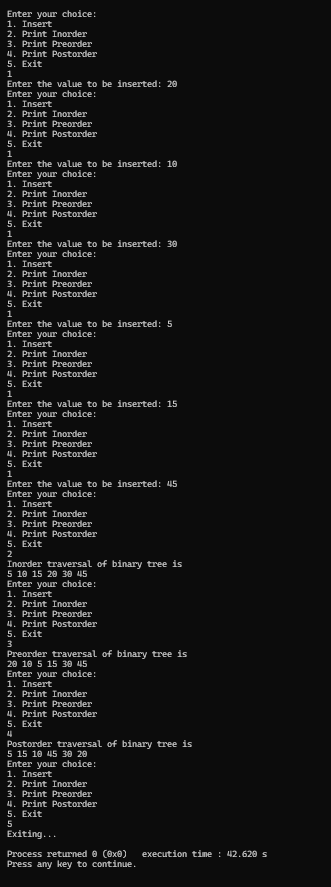 Enter your choice:
1. Insert
2. Print Inorder
3. Print Preorder
4. Print Postorder
5. Exit
1
Enter the value to be inserted: 20
Enter your choice:
1. Insert
2. Print Inorder
3. Print Preorder
4. Print Postorder
5. Exit
1
Enter the value to be inserted: 10
Enter your choice:
1. Insert
2. Print Inorder
3. Print Preorder
4. Print Postorder
5. Exit
1
Enter the value to be inserted: 30
Enter your choice:
1. Insert
2. Print Inorder
3. Print Preorder
4. Print Postorder
5. Exit
1
Enter the value to be inserted: 5
Enter your choice:
1. Insert
2. Print Inorder
3. Print Preorder
4. Print Postorder
5. Exit
1
Enter the value to be inserted: 15
Enter your choice:
1. Insert
2. Print Inorder
3. Print Preorder
4. Print Postorder
5. Exit
1
Enter the value to be inserted: 45
Enter your choice:
1. Insert
2. Print Inorder
3. Print Preorder
4. Print Postorder
5. Exit
2
Inorder traversal of binary tree is
5 10 15 20 30 45
Enter your choice:
1. Insert
2. Print Inorder
3. Print Preorder
4. Print Postorder
5. Exit
3
Preorder traversal of binary tree is
20 10 5 15 30 45
Enter your choice:
1. Insert
2. Print Inorder
3. Print Preorder
4. Print Postorder
5. Exit
4
Postorder traversal of binary tree is
5 15 10 45 30 20
Enter your choice:
1. Insert
2. Print Inorder
3. Print Preorder
4. Print Postorder
5. Exit
5
Exiting...
Process returned 0 (0x0)   execution time : 42.620 s
Press any key to continue.